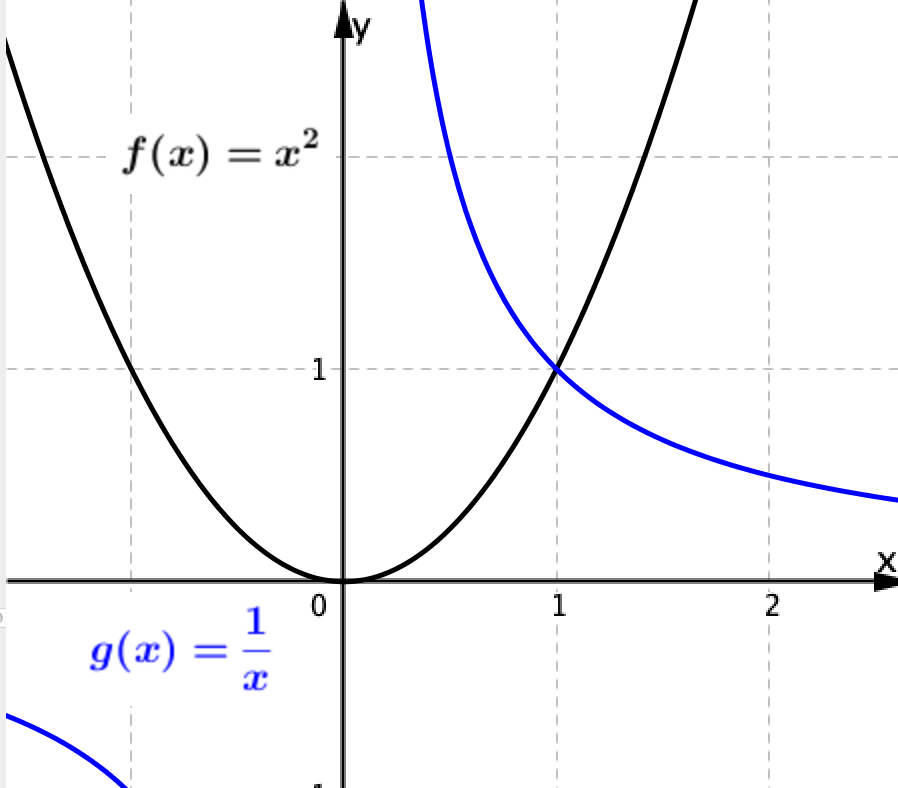 y
f(x) = x²
1
x
0
1
2
g(x) = 1/x